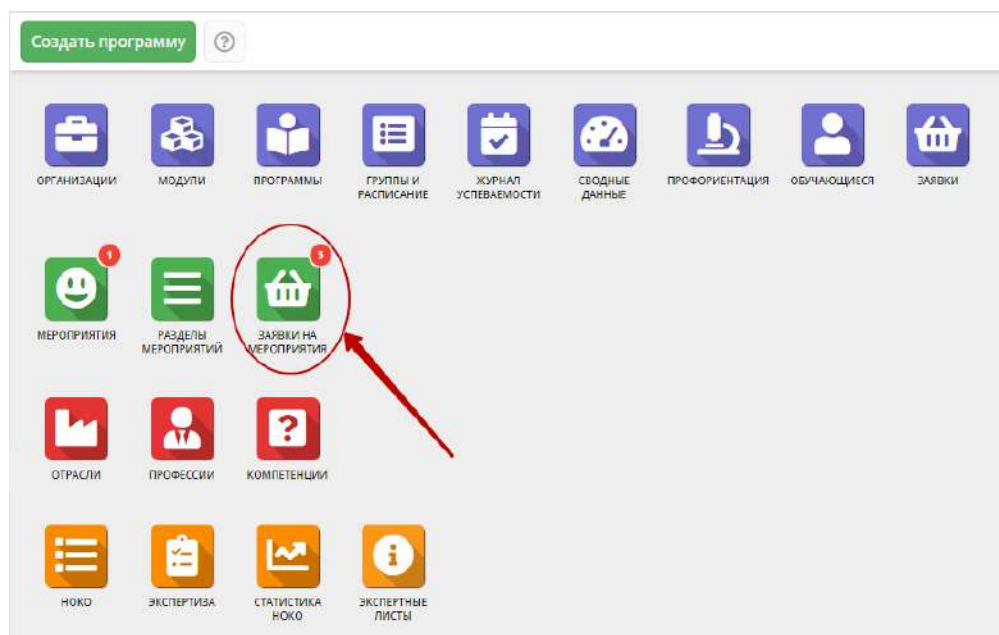 Создать программу ?
ОРГАНИЗАЦИИ
МОДУЛИ
ПРОГРАММЫ
ГРУППЫ И
РАСПИСАНИЕ
ЖУРНАЛ
УСПЕВАЕМОСТИ
СВОДНЫЕ
ДАННЫЕ
ПРОФОРИЕНТАЦИЯ
ОБУЧАЮЩИЕСЯ
ЗАЯВКИ
1
МЕРОПРИЯТИЯ
РАЗДЕЛЫ
МЕРОПРИЯТИЙ
3
ЗАЯВКИ НА
МЕРОПРИЯТИЯ
ОТРАСЛИ
ПРОФЕССИИ
?
КОМПЕТЕНЦИИ
НОКО
ЭКСПЕРТИЗА
СТАТИСТИКА
НОКО
i
ЭКСПЕРТНЫЕ
ЛИСТЫ